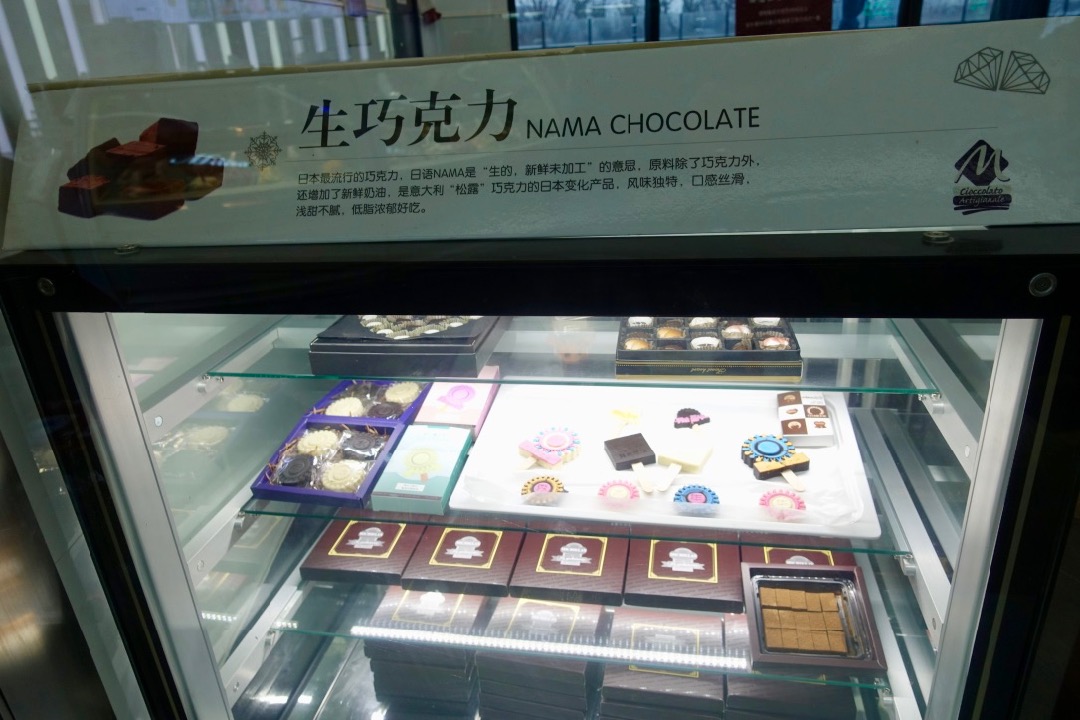 生巧克力 NAMA CHOCOLATE
日本最流行的巧克力，日语NAMA是“生的，新鲜未加工”的意思，原料除了巧克力外，
还增加了新鲜奶油，是意大利“松露”巧克力的日本变化产品，风味独特，口感丝滑，
浅甜不腻，低脂浓郁好吃。
M
Cioccolato
Artigianale